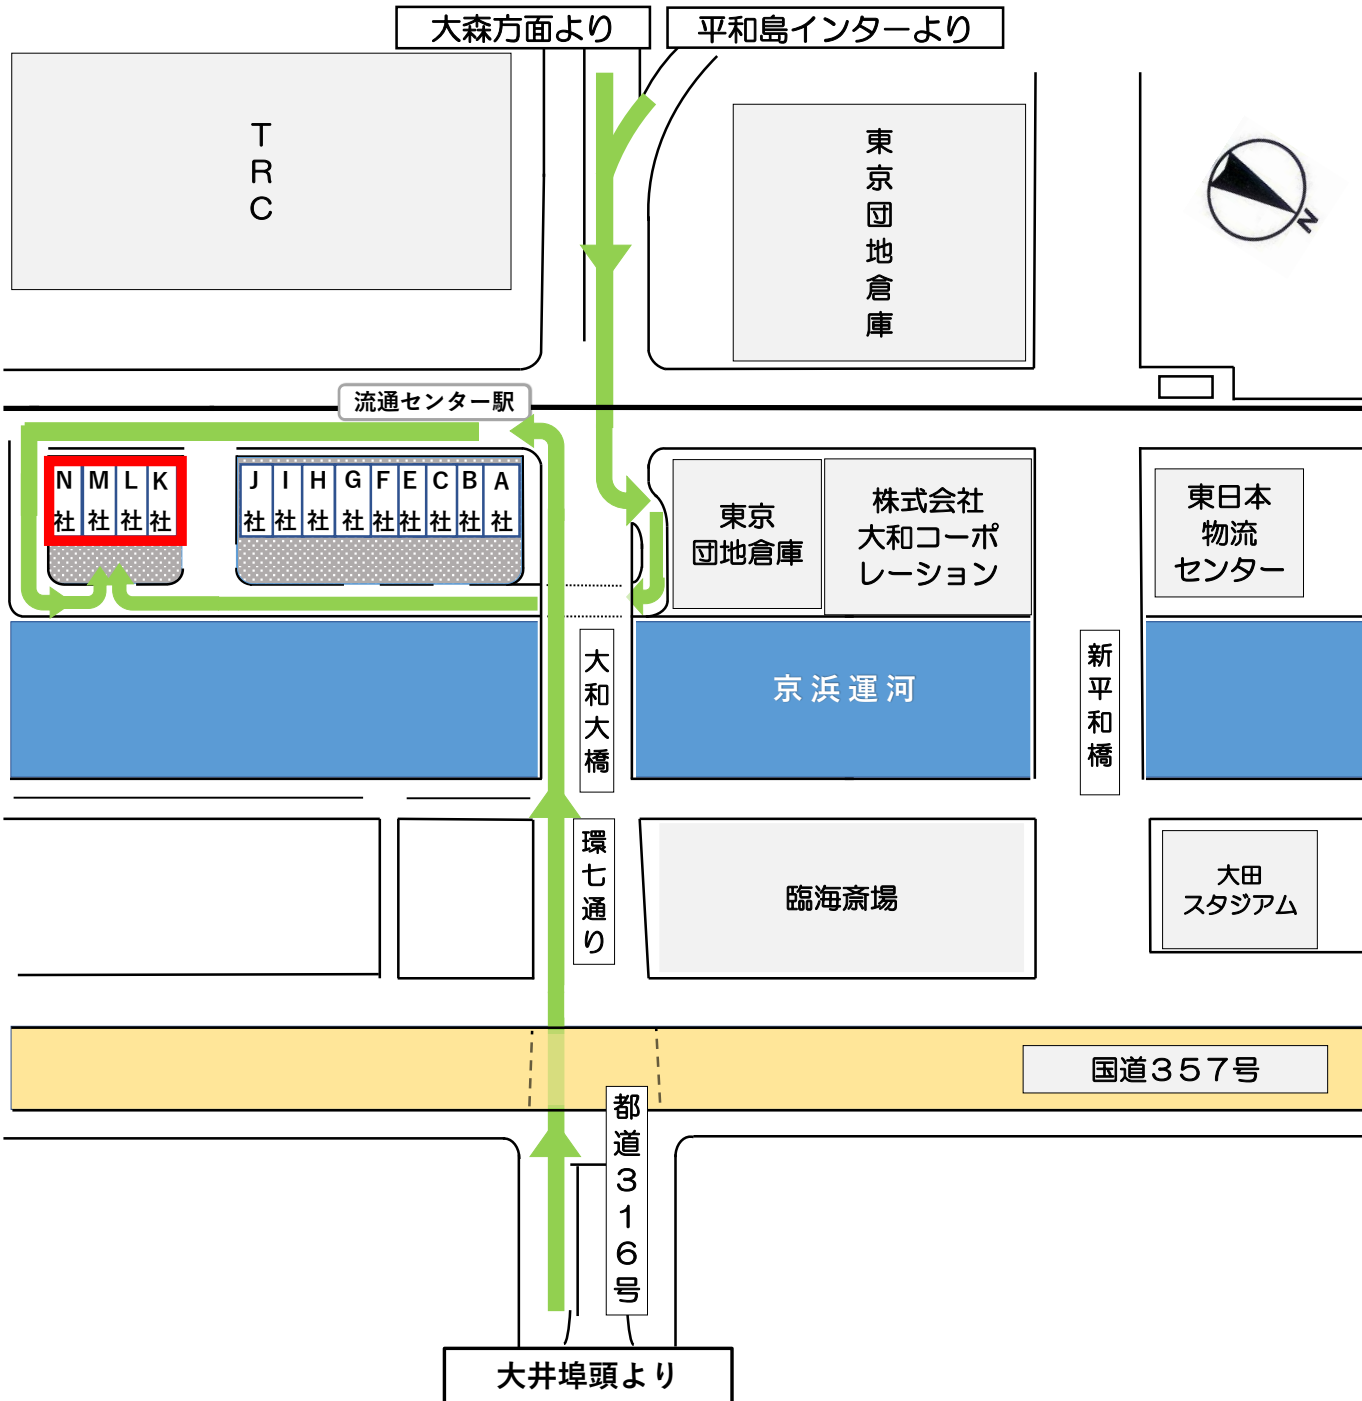 大森方面より
平和島インターより
TRC
東京団地倉庫
N
流通センター駅
N社
M社
L社
K社
J社
I社
H社
G社
F社
E社
C社
B社
A社
東京
団地倉庫
株式会社
大和コーポ
レーション
東日本
物流
センター
大和大橋
京浜運河
新平和橋
環七通り
臨海斎場
大田
スタジアム
国道357号
都道316号
大井埠頭より